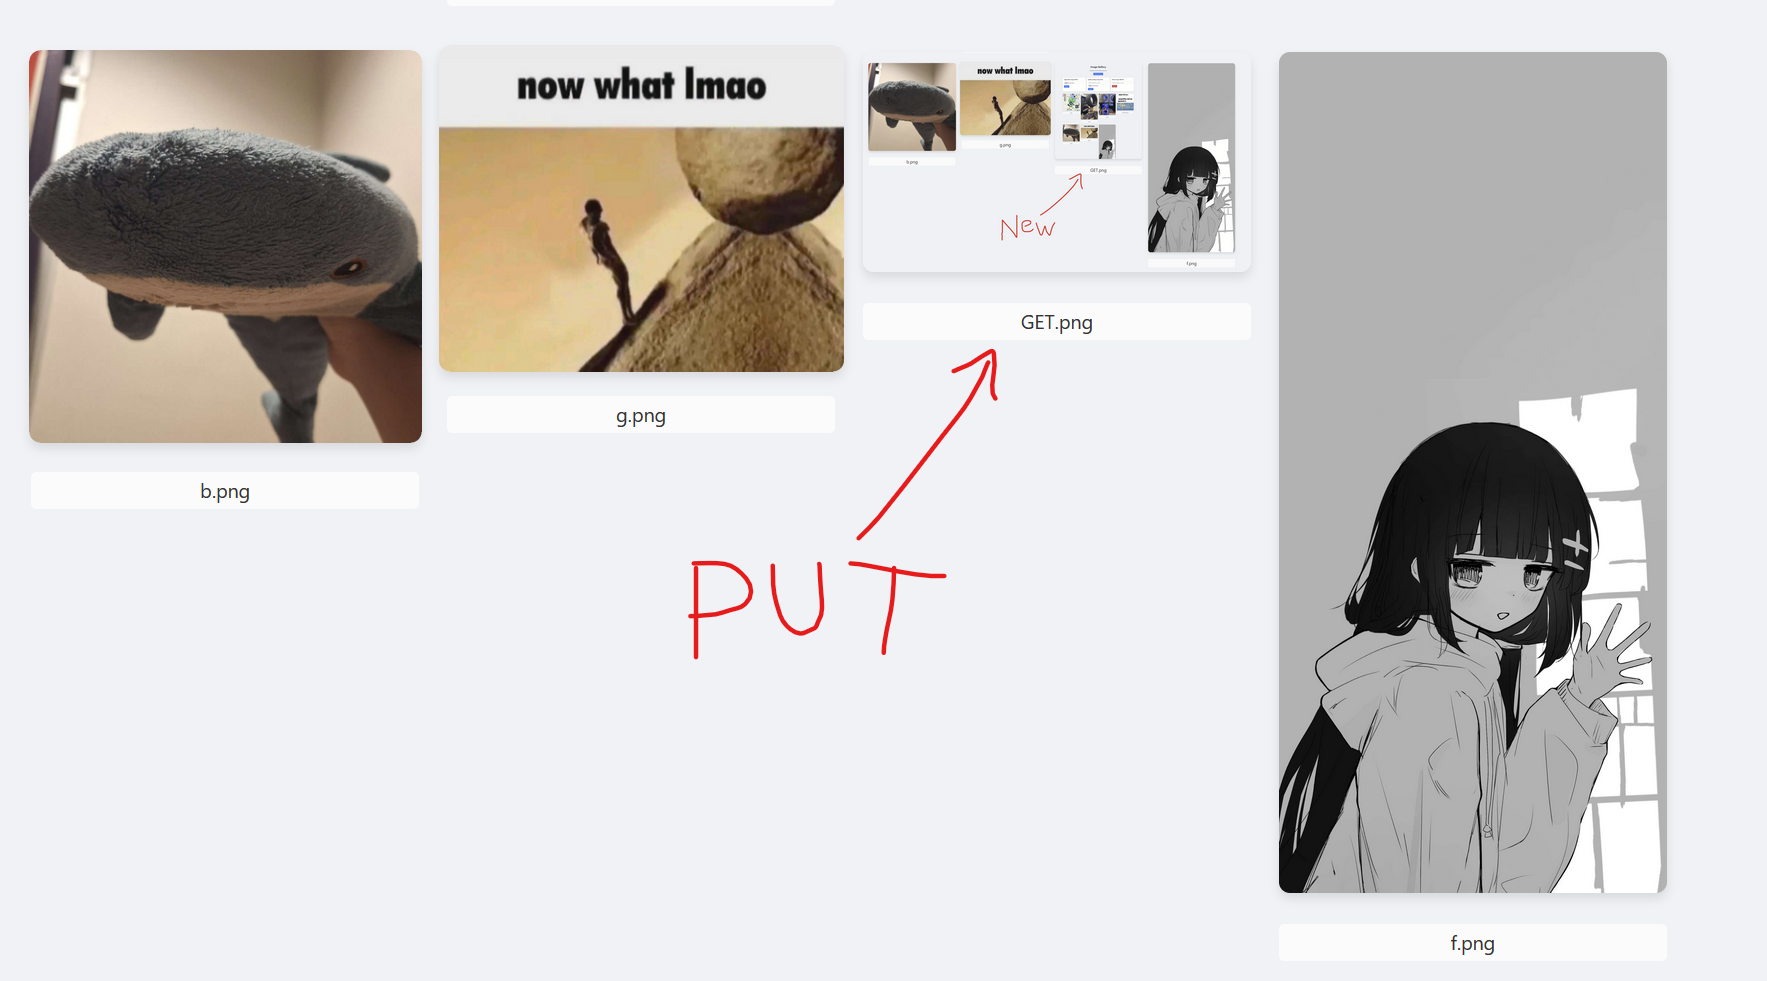 now what lmao
now what lmao
b.png
g.png
GET.png
New
f.png
GET.png
g.png
b.png
PUT
f.png